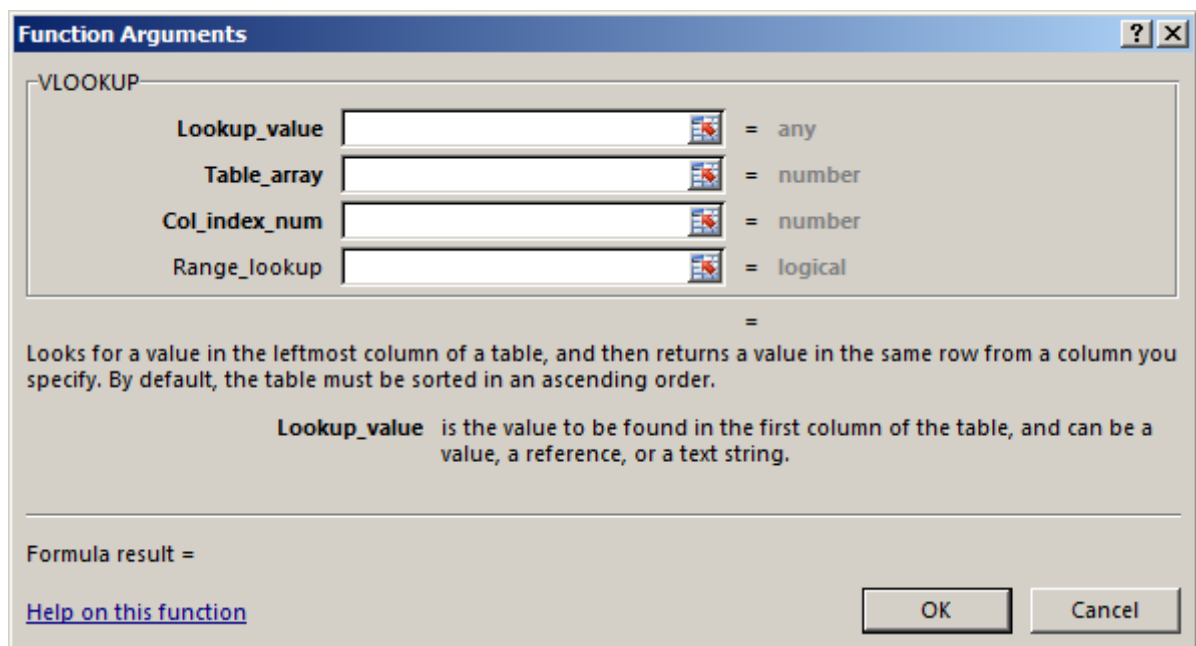 Function Arguments
VLOOKUP
Lookup_value = any
Table_array = number
Col_index_num = number
Range_lookup = logical
=
Looks for a value in the leftmost column of a table, and then returns a value in the same row from a column you
specify. By default, the table must be sorted in an ascending order.
Lookup_value is the value to be found in the first column of the table, and can be a
value, a reference, or a text string.
Formula result =
Help on this function
OK
Cancel